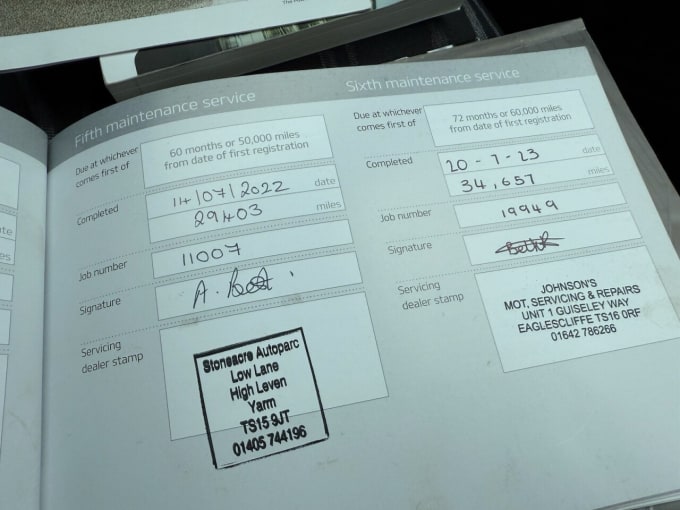 Fifth maintenance service
Due at whichever
comes first of
60 months or 50,000 miles
from date of first registration
Completed
14/07/2022 date
29403 miles
Job number
11007
Signature
A. Best
Servicing
dealer stamp
Stoneacre Autoparc
Low Lane
High Leven
Yarm
TS15 9JT
01405 744196
Sixth maintenance service
Due at whichever
comes first of
72 months or 60,000 miles
from date of first registration
Completed
20-7-23 date
34,657 miles
Job number
19949
Signature
Servicing
dealer stamp
JOHNSON'S
MOT, SERVICING & REPAIRS
UNIT 1 GUISELEY WAY
EAGLESCLIFFE TS16 0RF
01642 786266